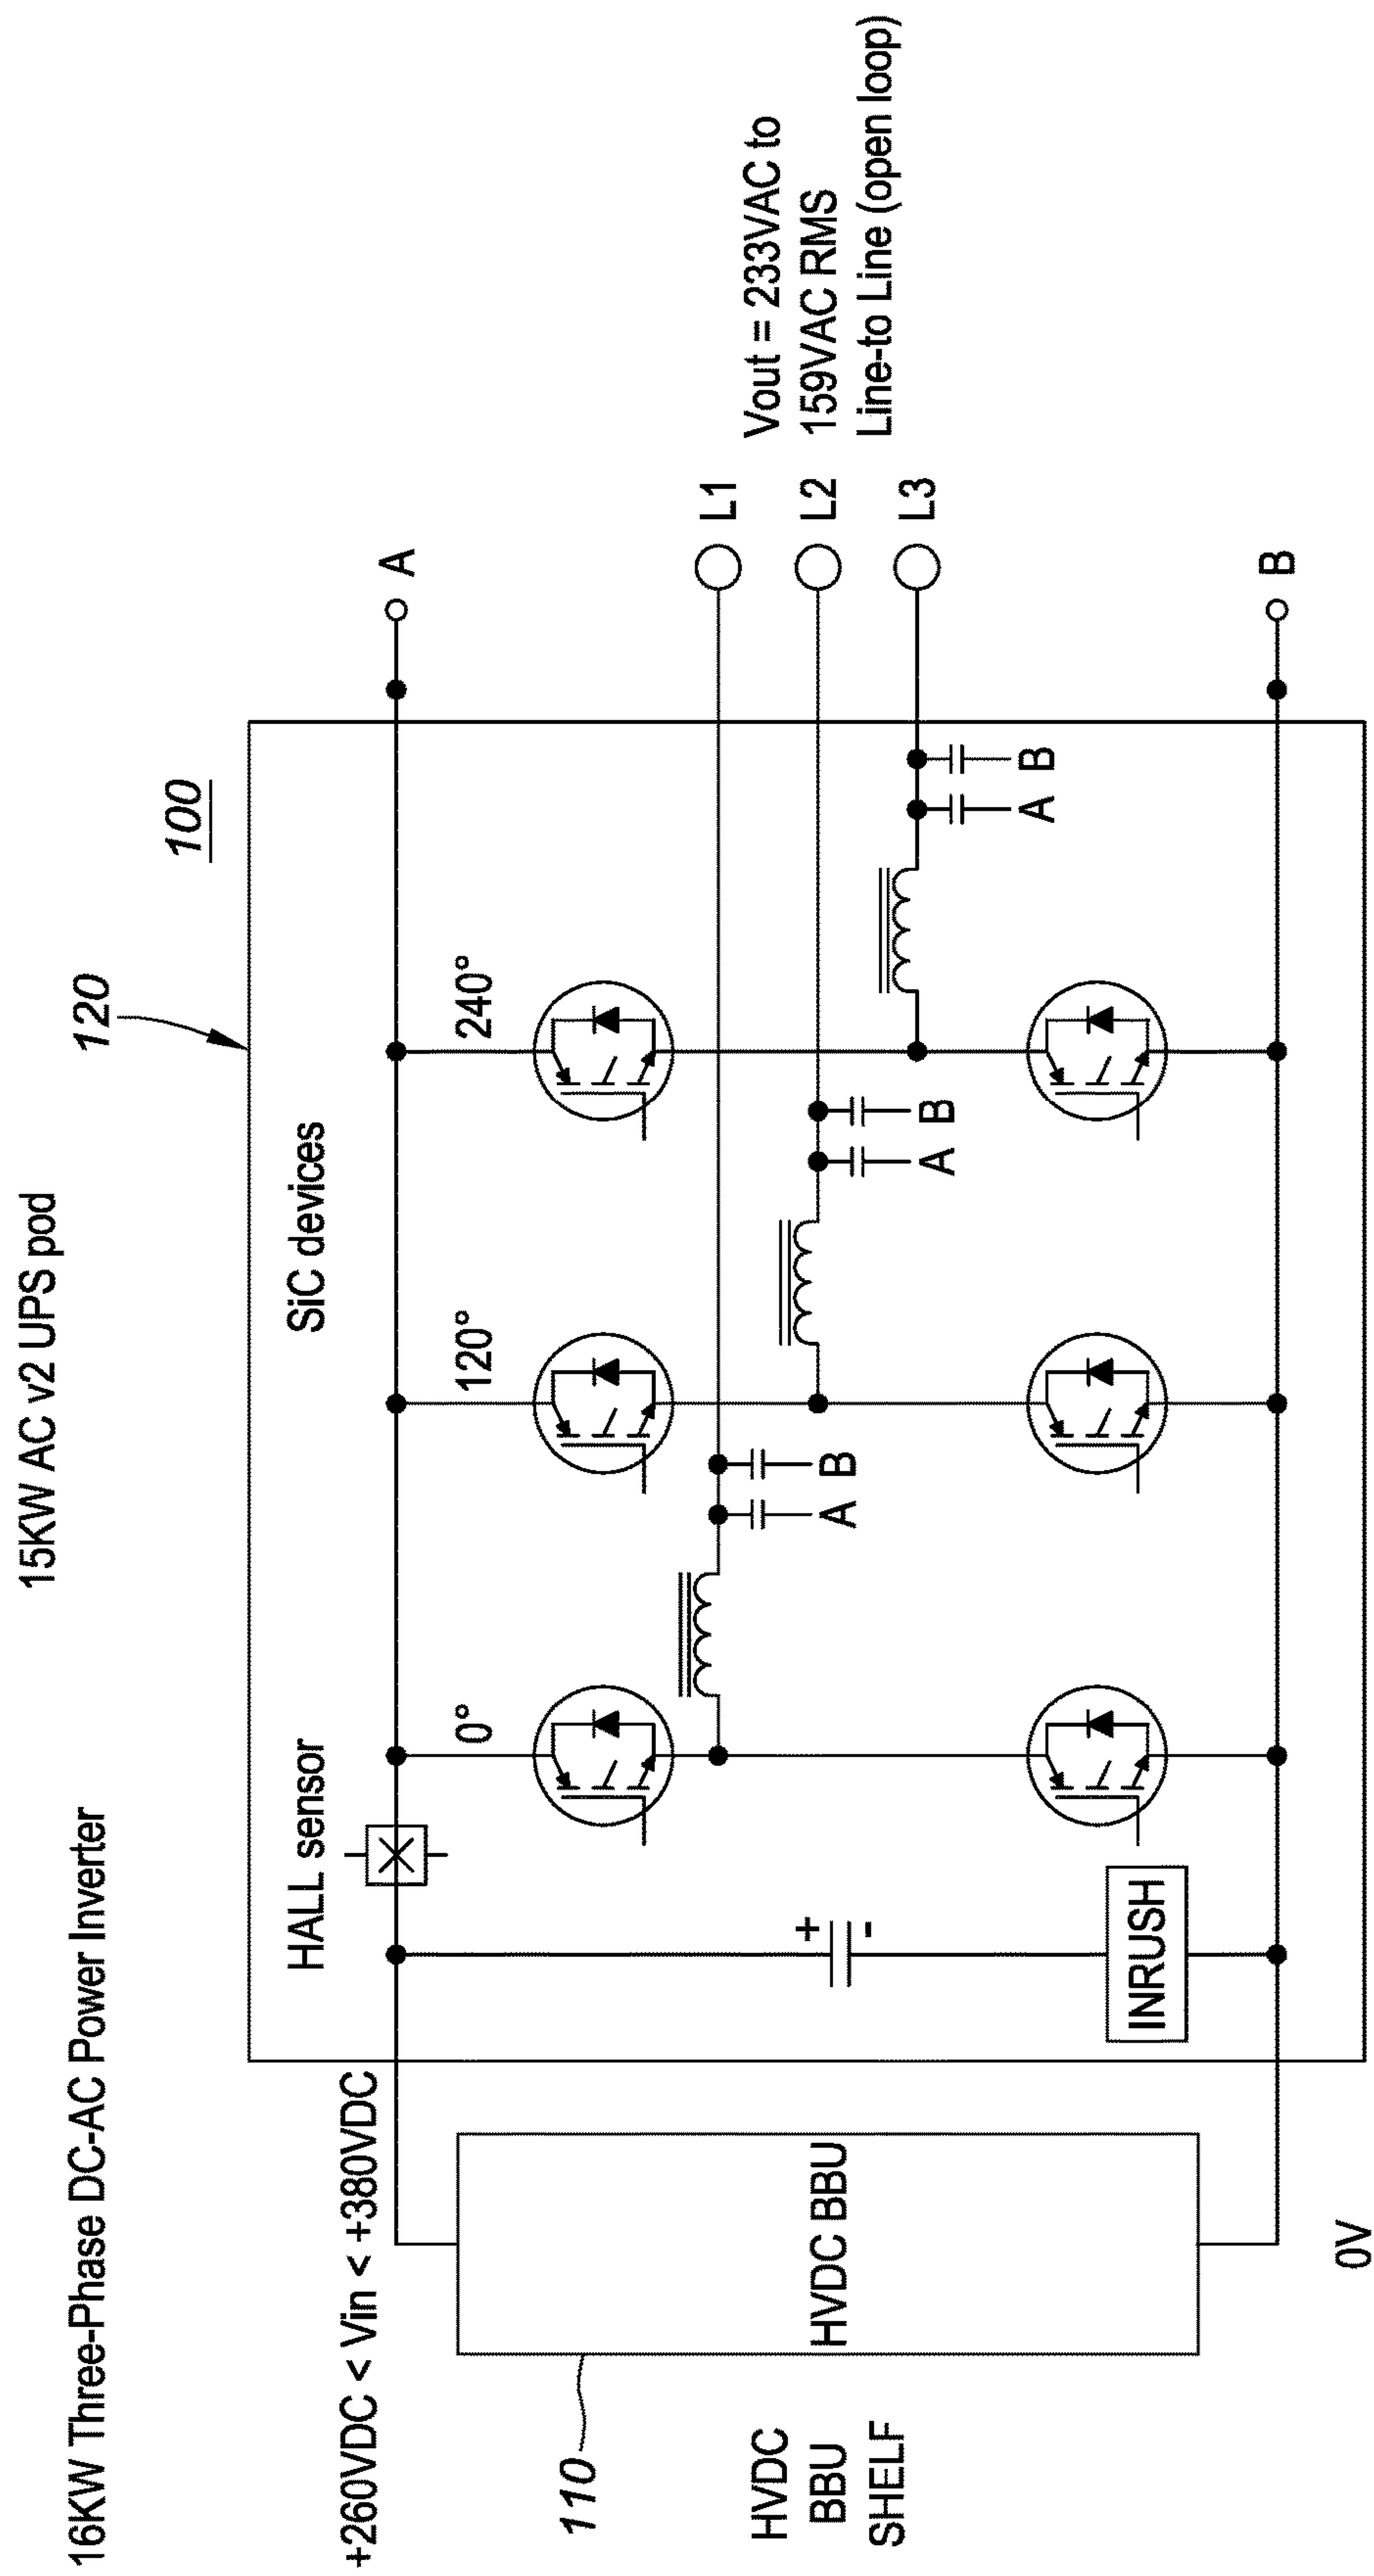 15KW AC v2 UPS pod
16KW Three-Phase DC-AC Power Inverter
120
100
+260VDC < Vin < +380VDC
HALL sensor
SiC devices
A
0°
120°
240°
110
HVDC
BBU
SHELF
HVDC BBU
+
-
INRUSH
A
B
A
B
A
B
L1
L2
L3
Vout = 233VAC to
159VAC RMS
Line-to Line (open loop)
0V
B